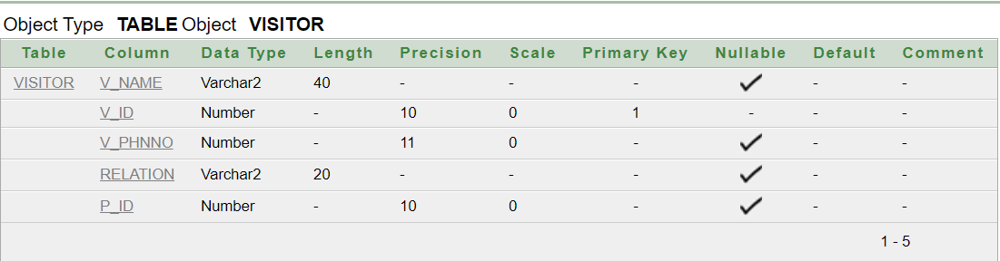 Object Type TABLE Object VISITOR
Table Column Data Type Length Precision Scale Primary Key Nullable Default Comment
VISITOR V_NAME Varchar2 40 - - - ✓ - -
V_ID Number - 10 0 1 - - -
V_PHNNO Number - 11 0 - ✓ - -
RELATION Varchar2 20 - - - ✓ - -
P_ID Number - 10 0 - ✓ - -
1 - 5